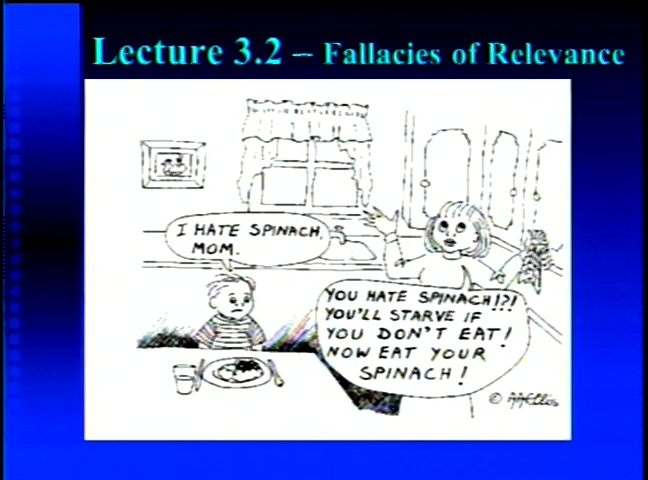 Lecture 3.2 – Fallacies of Relevance
I HATE SPINACH,
MOM.
YOU HATE SPINACH!?!
YOU'LL STARVE IF
YOU DON'T EAT!
NOW EAT YOUR
SPINACH!
©